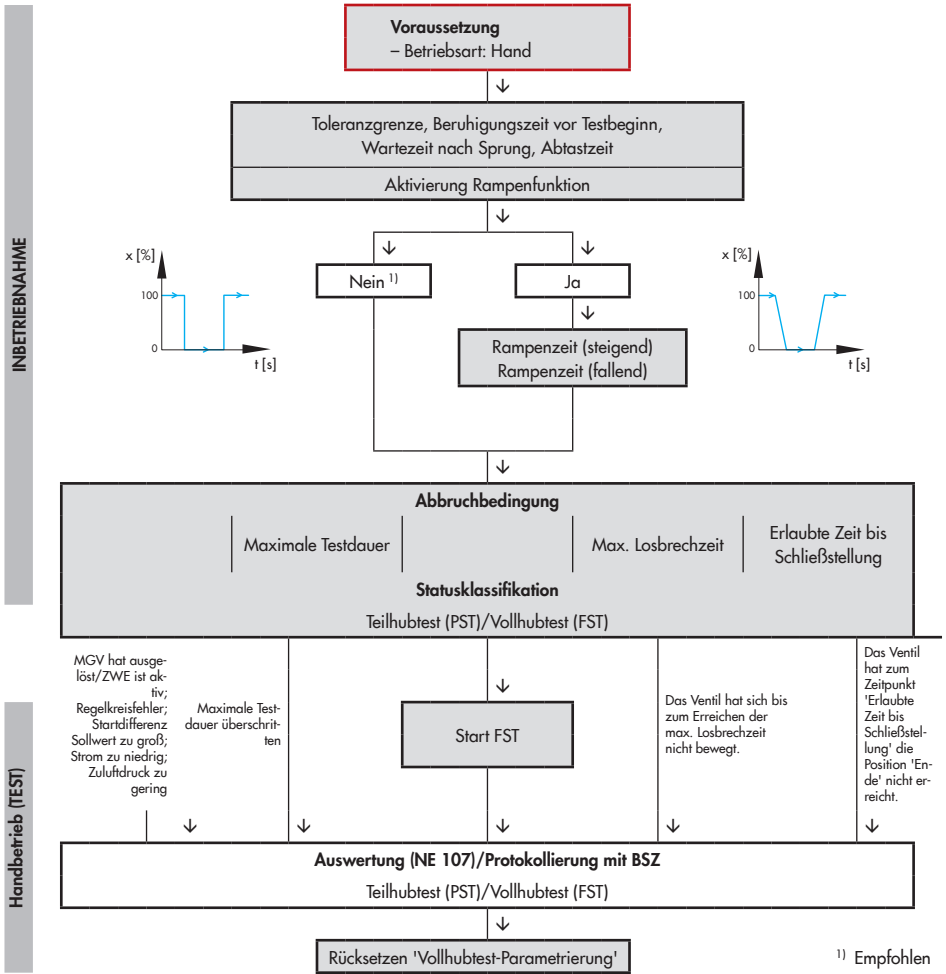 Voraussetzung
– Betriebsart: Hand
Toleranzgrenze, Beruhigungszeit vor Testbeginn,
Wartezeit nach Sprung, Abtastzeit
Aktivierung Rampenfunktion
INBETRIEBNAHME
x [%]
100
0
t [s]
Nein 1)
Ja
x [%]
100
0
t [s]
Rampenzeit (steigend)
Rampenzeit (fallend)
Abbruchbedingung
Maximale Testdauer
Max. Losbrechzeit
Erlaubte Zeit bis
Schließstellung
Statusklassifikation
Teilhubtest (PST)/Vollhubtest (FST)
Handbetrieb (TEST)
MGV hat ausge-
löst/ZWE ist ak-
tiv;
Regelkreisfehler;
Startdifferenz
Sollwert zu groß;
Strom zu niedrig;
Zuluftdruck zu
gering
Maximale Test-
dauer überschrit-
ten
Start FST
Das Ventil hat sich bis
zum Erreichen der
max. Losbrechzeit
nicht bewegt.
Das Ventil
hat zum
Zeitpunkt
'Erlaubte
Zeit bis
Schließstel-
lung' die
Position 'En-
de' nicht er-
reicht.
Auswertung (NE 107)/Protokollierung mit BSZ
Teilhubtest (PST)/Vollhubtest (FST)
Rücksetzen 'Vollhubtest-Parametrierung'
1) Empfohlen